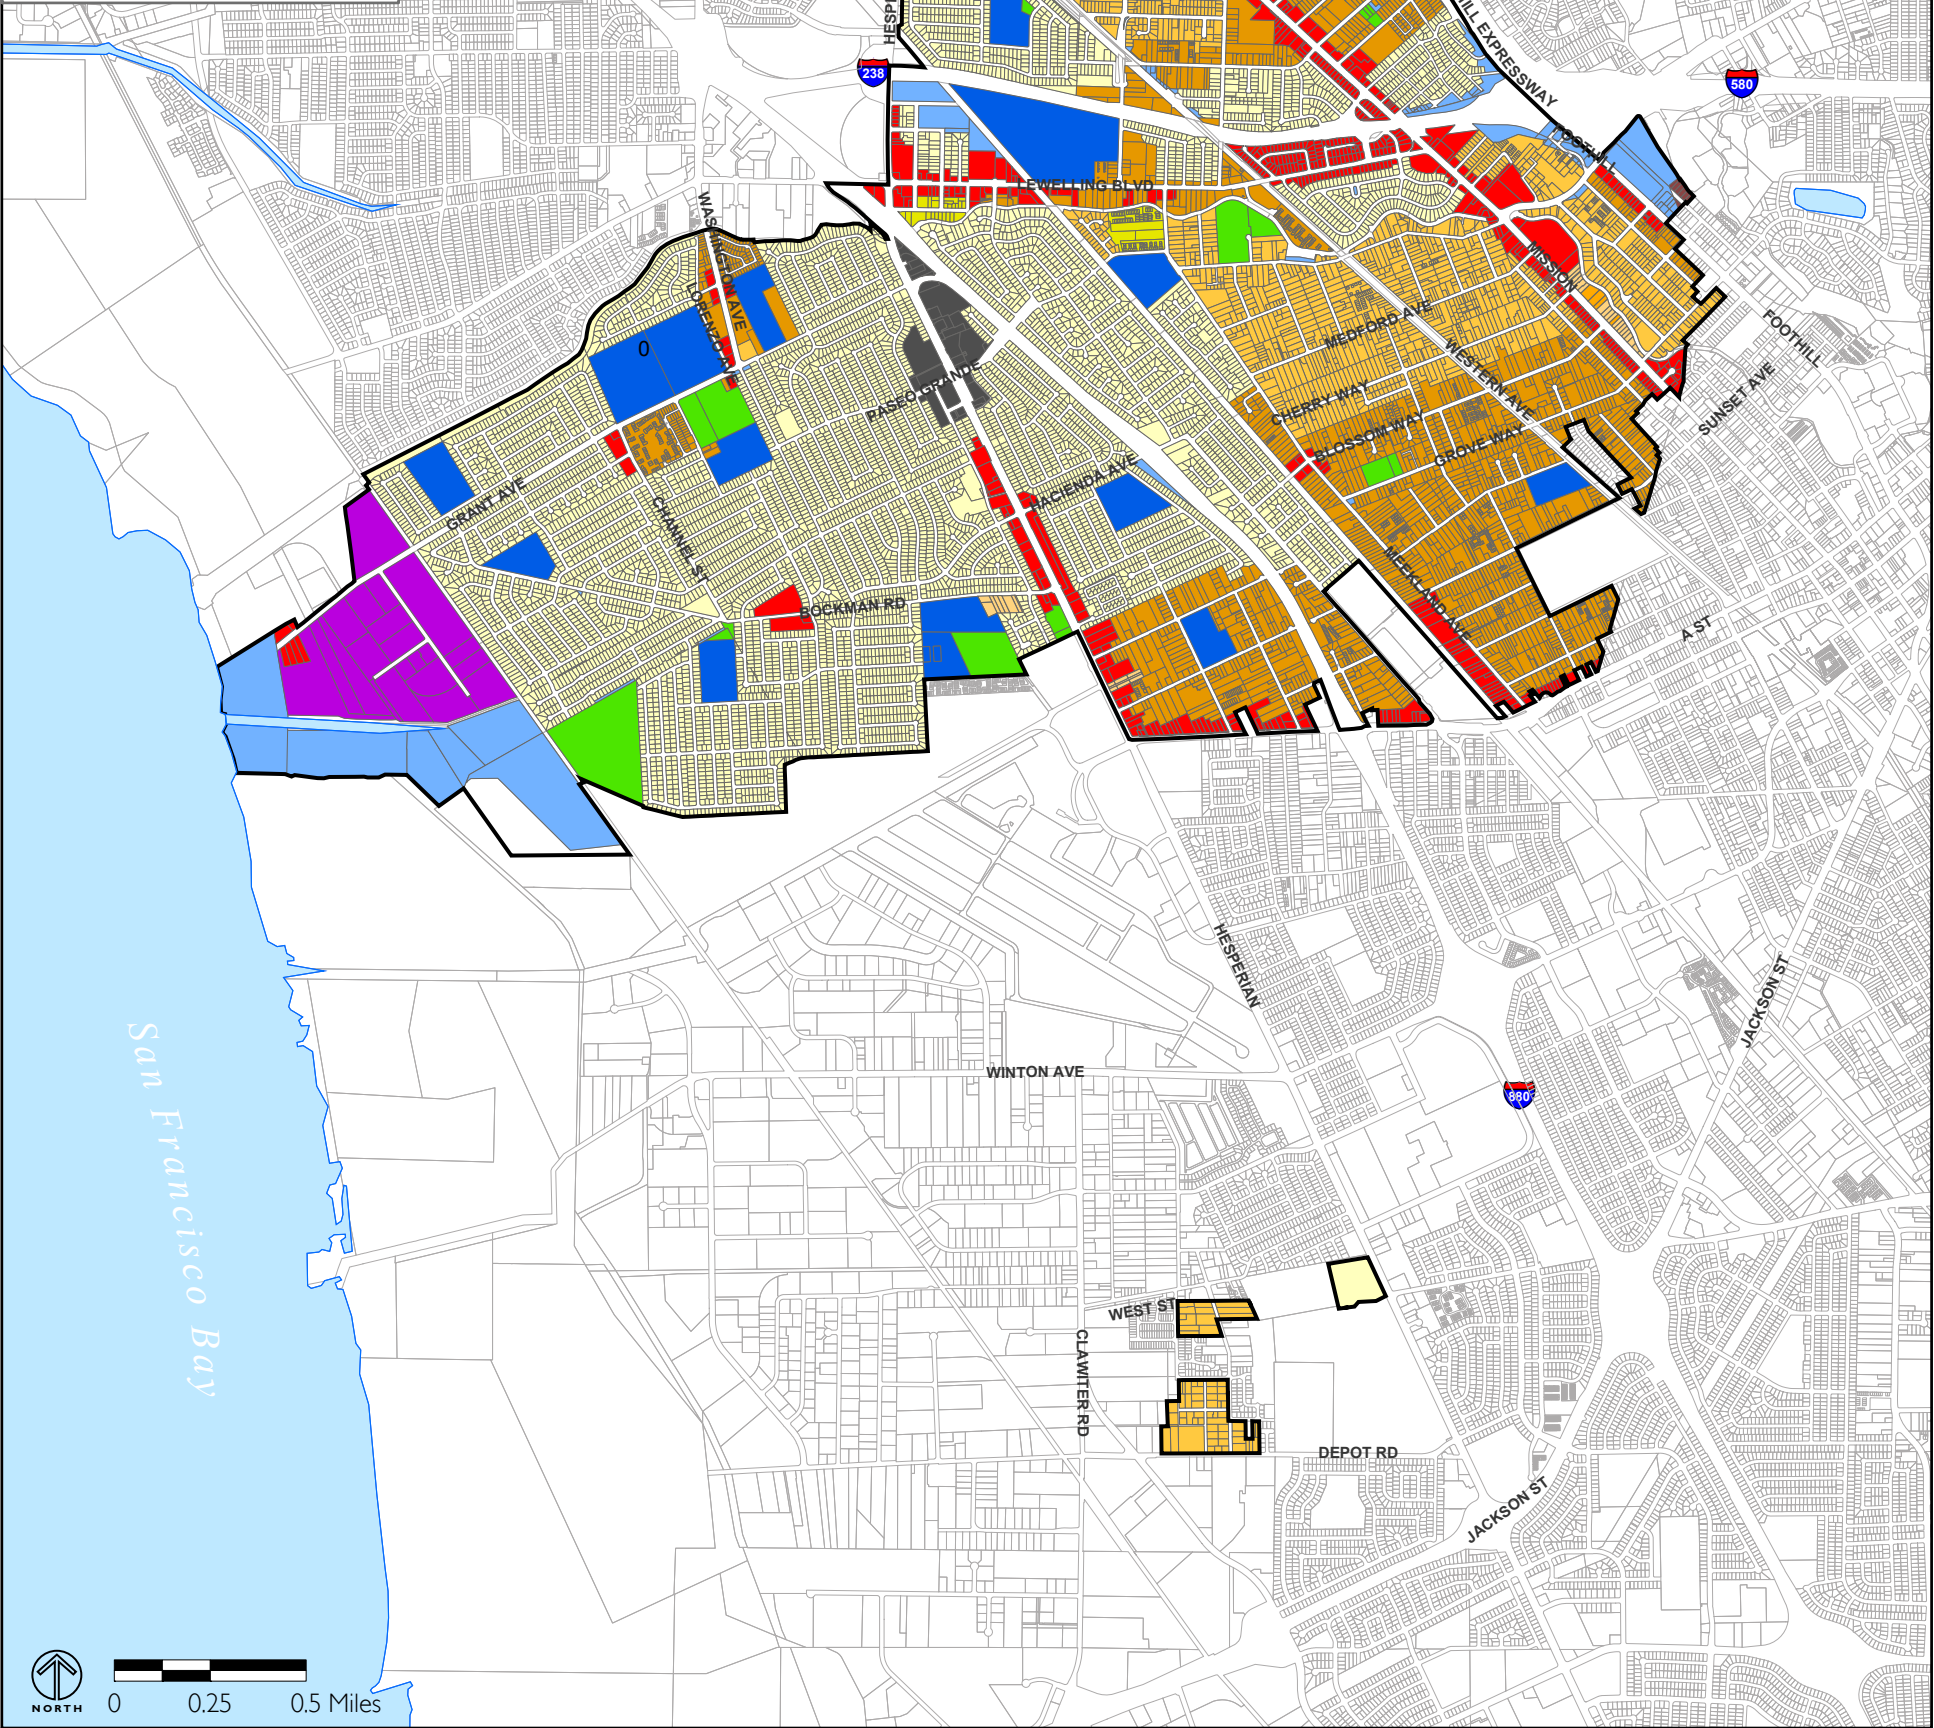 HESPE
ILL EXPRESSWAY
238
580
FOOTHILL
LEWELLING BLVD
WASHINGTON AVE
LORENZO AVE
MISSION
0
MEDFORD AVE
FOOTHILL
WESTERN AVE
PASEO GRANDE
CHERRY WAY
SUNSET AVE
BLOSSOM WAY
GROVE WAY
HACIENDA AVE
GRANT AVE
CHANNEL ST
MEEKLAND AVE
BOCKMAN RD
A ST
HESPERIAN
JACKSON ST
San Francisco Bay
WINTON AVE
880
WEST ST
CLAWITER RD
DEPOT RD
JACKSON ST
NORTH
0 0.25 0.5 Miles